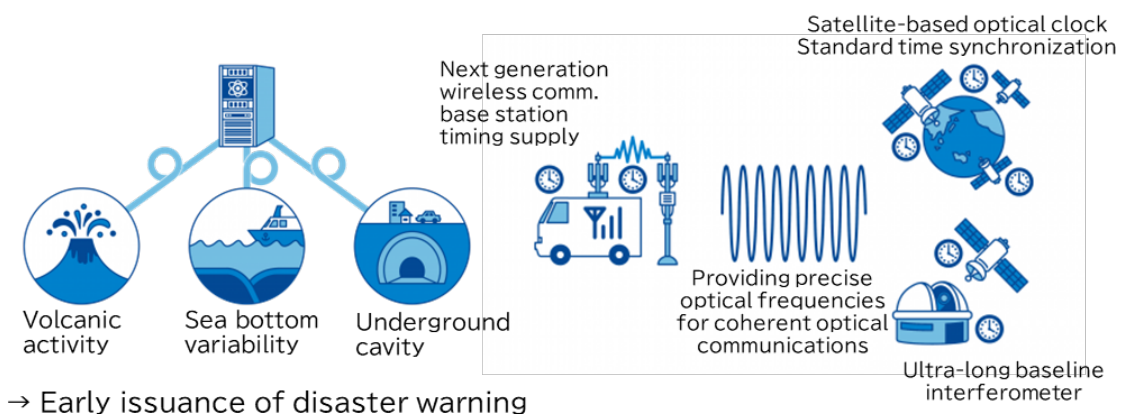 Satellite-based optical clock
Standard time synchronization
Next generation
wireless comm.
base station
timing supply
Volcanic
activity
Sea bottom
variability
Underground
cavity
Providing precise
optical frequencies
for coherent optical
communications
Ultra-long baseline
interferometer
→ Early issuance of disaster warning